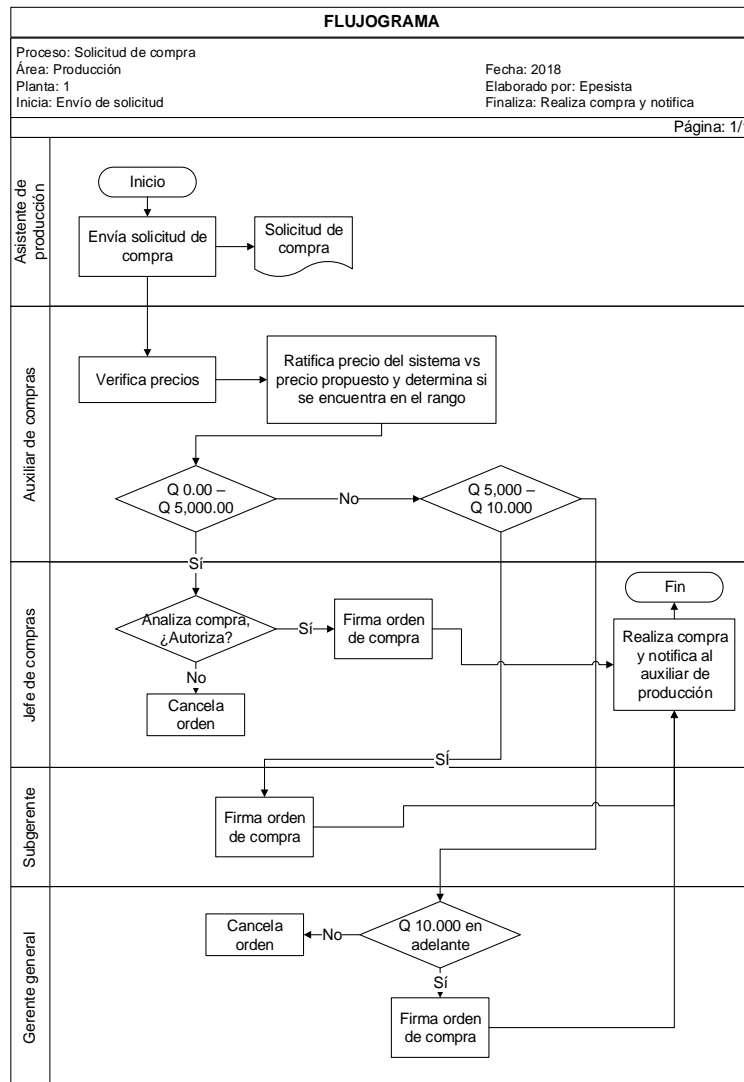 FLUJOGRAMA
Proceso: Solicitud de compra
Área: Producción
Planta: 1
Inicia: Envío de solicitud
Fecha: 2018
Elaborado por: Epesista
Finaliza: Realiza compra y notifica
Página: 1/
Asistente de
producción
Inicio
Envía solicitud de
compra
Solicitud de
compra
Auxiliar de compras
Verifica precios
Ratifica precio del sistema vs
precio propuesto y determina si
se encuentra en el rango
Q 0.00 –
Q 5,000.00
No
Q 5,000 –
Q 10.000
Sí
Jefe de compras
Analiza compra,
¿Autoriza?
Sí
Firma orden
de compra
Fin
Realiza compra
y notifica al
auxiliar de
producción
No
Cancela
orden
SÍ
Subgerente
Firma orden
de compra
Gerente general
Q 10.000 en
adelante
No
Cancela
orden
Sí
Firma orden
de compra